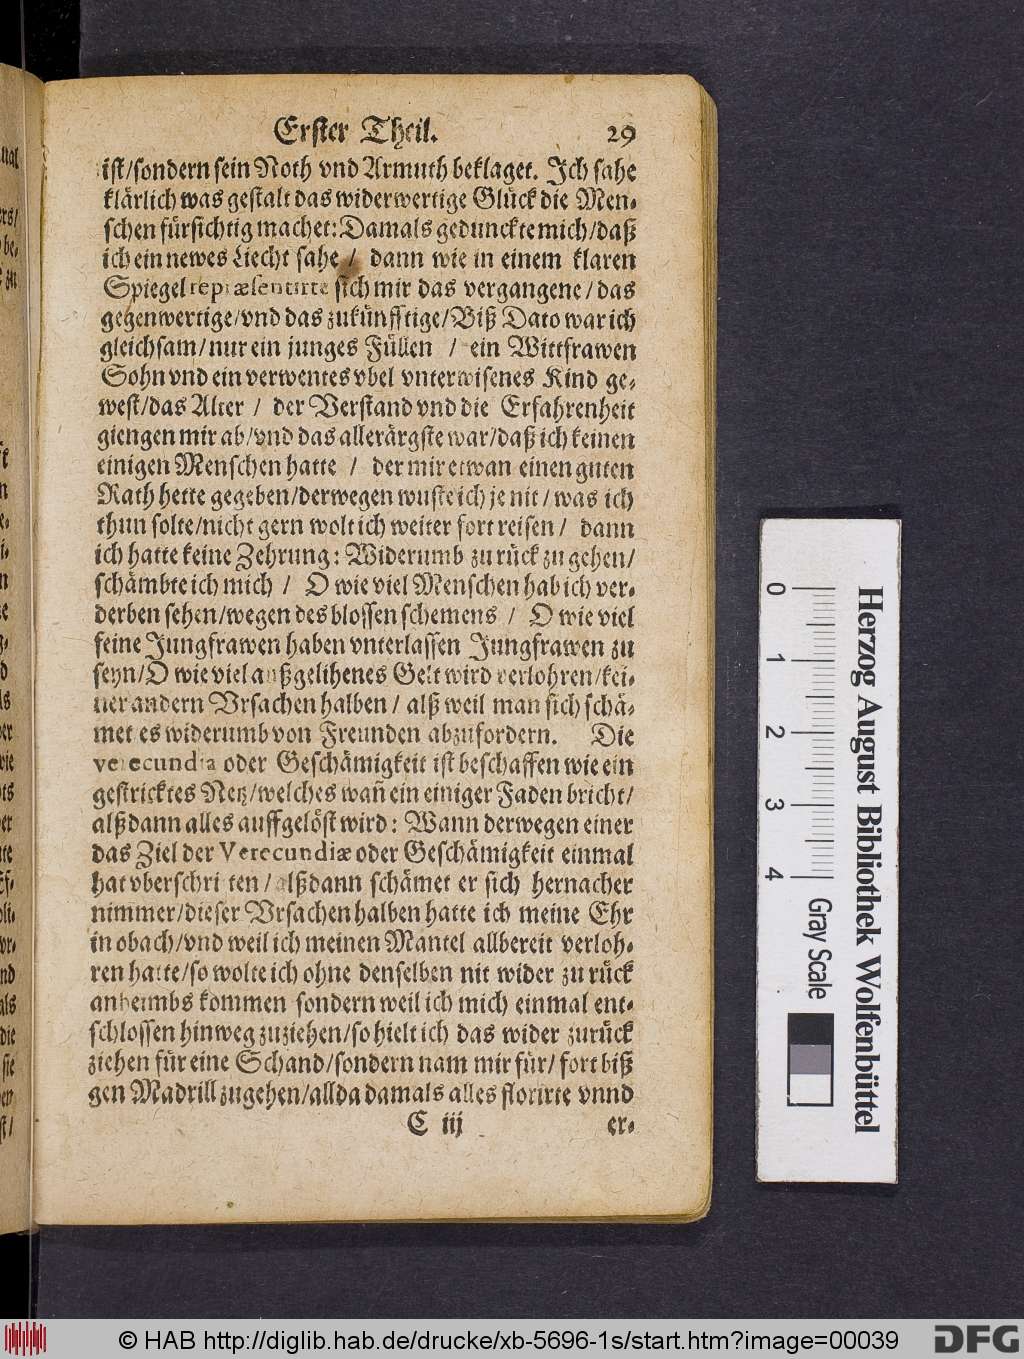 Erster Theil. 29
ist/sondern sein Noth vnd Armuth beklaget. Ich sahe
klärlich was gestalt das widerwertige Glück die Men-
schen fürsichtig machet: Damals gedunckte mich/daß
ich ein newes Liecht sahe / dann wie in einem klaren
Spiegel repræsentirte sich mir das vergangene/das
gegenwertige/vnd das zukünfftige/Biß Dato war ich
gleichsam/nur ein junges Füllen / ein Wittfrawen
Sohn vnd ein verwentes vbel vnterwisenes Kind ge-
west/das Alter / der Verstand vnd die Erfahrenheit
giengen mir ab/vnd das allerärgste war/daß ich keinen
einigen Menschen hatte / der mir etwan einen guten
Rath hette gegeben/derwegen wuste ich je nit/was ich
thun solte/nicht gern wolt ich weiter fort reisen/ dann
ich hatte keine Zehrung: Widerumb zu rück zu gehen/
schämbte ich mich / O wie viel Menschen hab ich ver-
derben sehen/wegen des blossen schemens / O wie viel
feine Jungfrawen haben vnterlassen Jungfrawen zu
seyn/O wie viel außgelihenes Gelt wird verlohren/kei-
ner andern Vrsachen halben/ alß weil man sich schä-
met es widerumb von Freunden abzufordern. Die
verecundia oder Geschämigkeit ist beschaffen wie ein
gestricktes Netz/welches wañ ein einiger Faden bricht/
alßdann alles auffgelöst wird: Wann derwegen einer
das Ziel der Verecundiæ oder Geschämigkeit einmal
hat vberschritten/alßdann schämet er sich hernacher
nimmer/dieser Vrsachen halben hatte ich meine Ehr
in obach/vnd weil ich meinen Mantel allbereit verloh-
ren hatte/so wolte ich ohne denselben nit wider zu rück
anheimbs kommen sondern weil ich mich einmal ent-
schlossen hinweg zuziehen/so hielt ich das wider zurück
ziehen für eine Schand/sondern nam mir für/ fort biß
gen Madrill zugehen/allda damals alles florirte vnnd
C iij er-
0 1 2 3 4
Gray Scale
Herzog August Bibliothek Wolfenbüttel
© HAB http://diglib.hab.de/drucke/xb-5696-1s/start.htm?image=00039
DFG